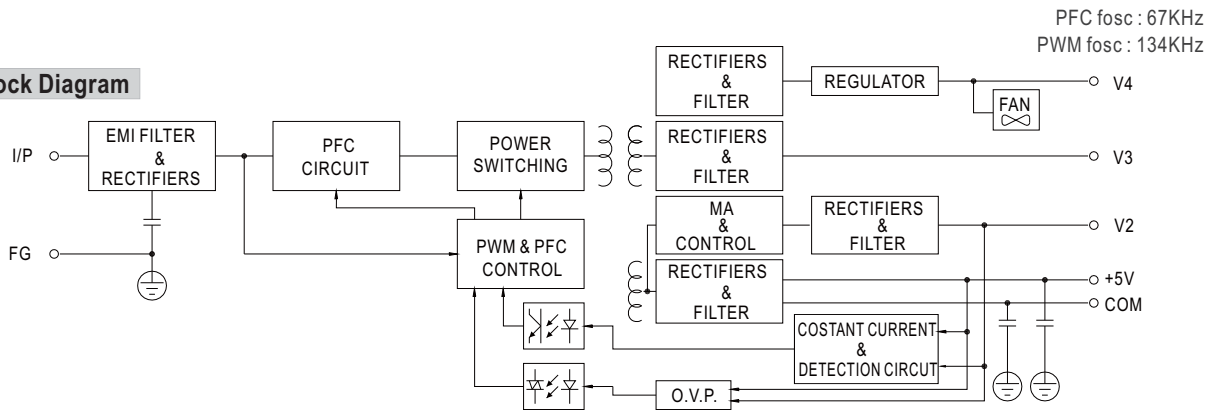 PFC fosc : 67KHz
PWM fosc : 134KHz
ock Diagram
I/P
FG
EMI FILTER
&
RECTIFIERS
PFC
CIRCUIT
POWER
SWITCHING
PWM & PFC
CONTROL
RECTIFIERS
&
FILTER
REGULATOR
FAN
V4
RECTIFIERS
&
FILTER
V3
MA
&
CONTROL
RECTIFIERS
&
FILTER
V2
RECTIFIERS
&
FILTER
+5V
COM
COSTANT CURRENT
&
DETECTION CIRCUT
O.V.P.